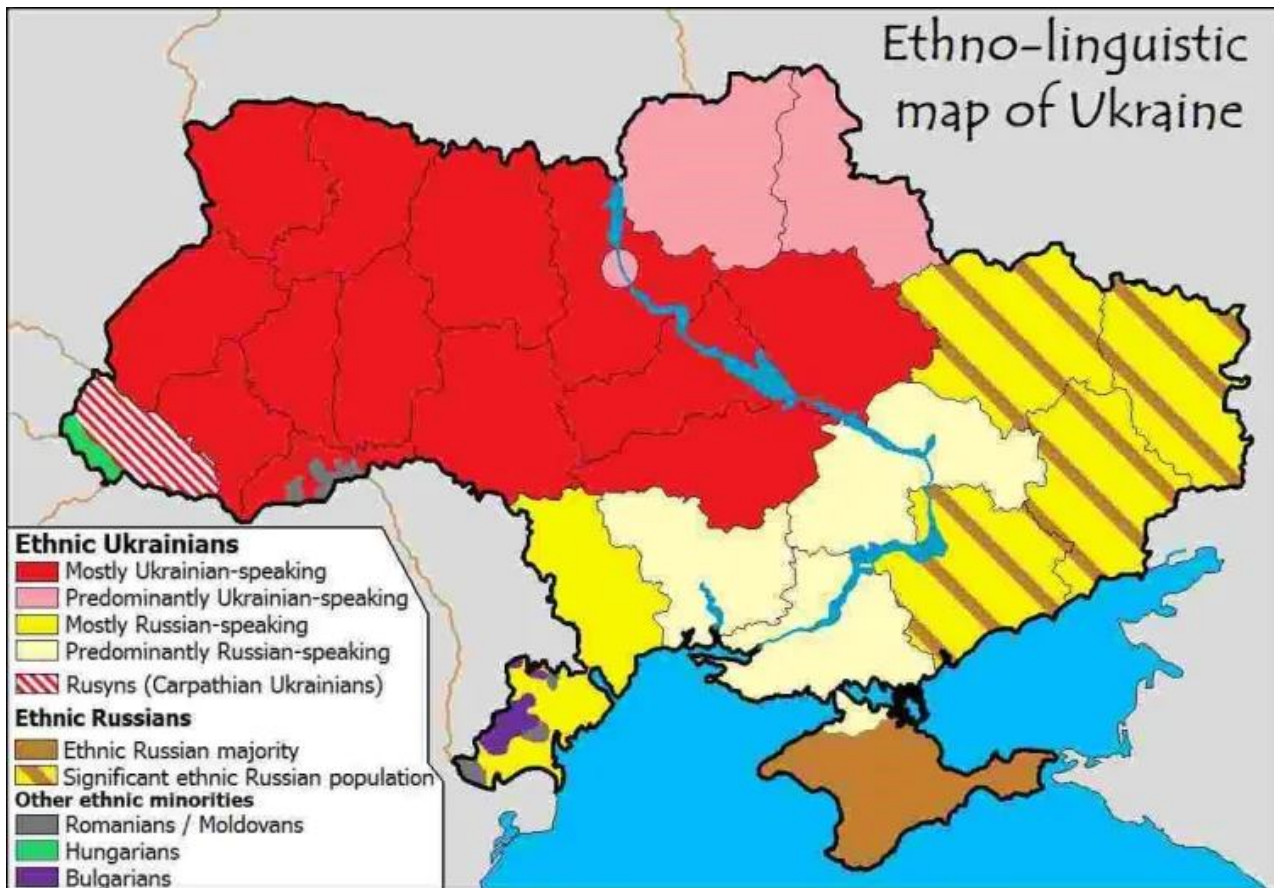 Ethno-linguistic
map of Ukraine
Ethnic Ukrainians
Mostly Ukrainian-speaking
Predominantly Ukrainian-speaking
Mostly Russian-speaking
Predominantly Russian-speaking
Rusyns (Carpathian Ukrainians)
Ethnic Russians
Ethnic Russian majority
Significant ethnic Russian population
Other ethnic minorities
Romanians / Moldovans
Hungarians
Bulgarians